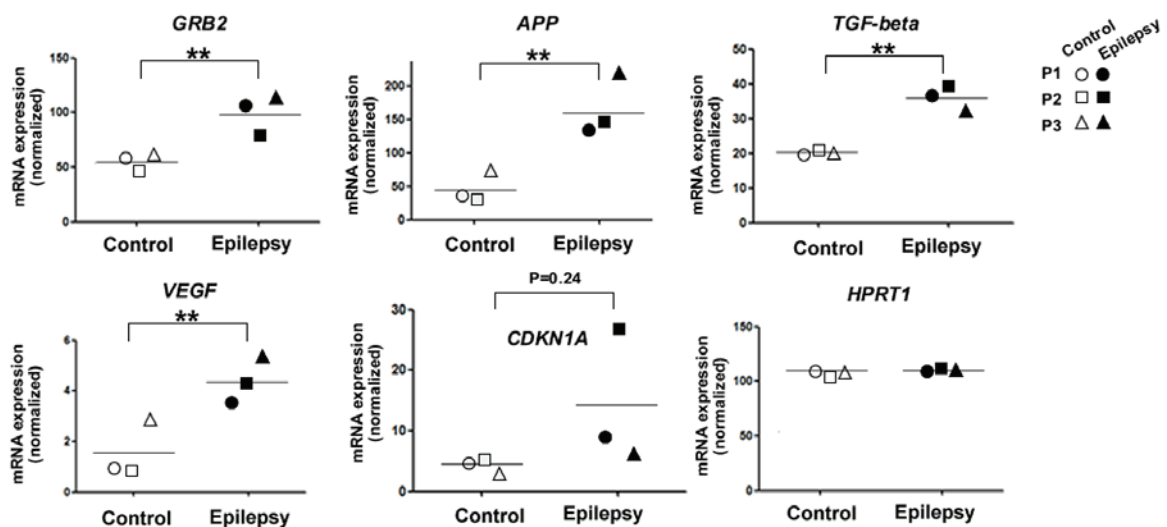 GRB2
**
mRNA expression
(normalized)
150
100
50
0
Control Epilepsy
APP
**
mRNA expression
(normalized)
200
150
100
50
0
Control Epilepsy
TGF-beta
**
mRNA expression
(normalized)
50
40
30
20
10
0
Control Epilepsy
Control
Epilepsy
P1
P2
P3
VEGF
**
mRNA expression
(normalized)
6
4
2
0
Control Epilepsy
P=0.24
CDKN1A
mRNA expression
(normalized)
30
20
10
0
Control Epilepsy
HPRT1
mRNA expression
(normalized)
150
100
50
0
Control Epilepsy